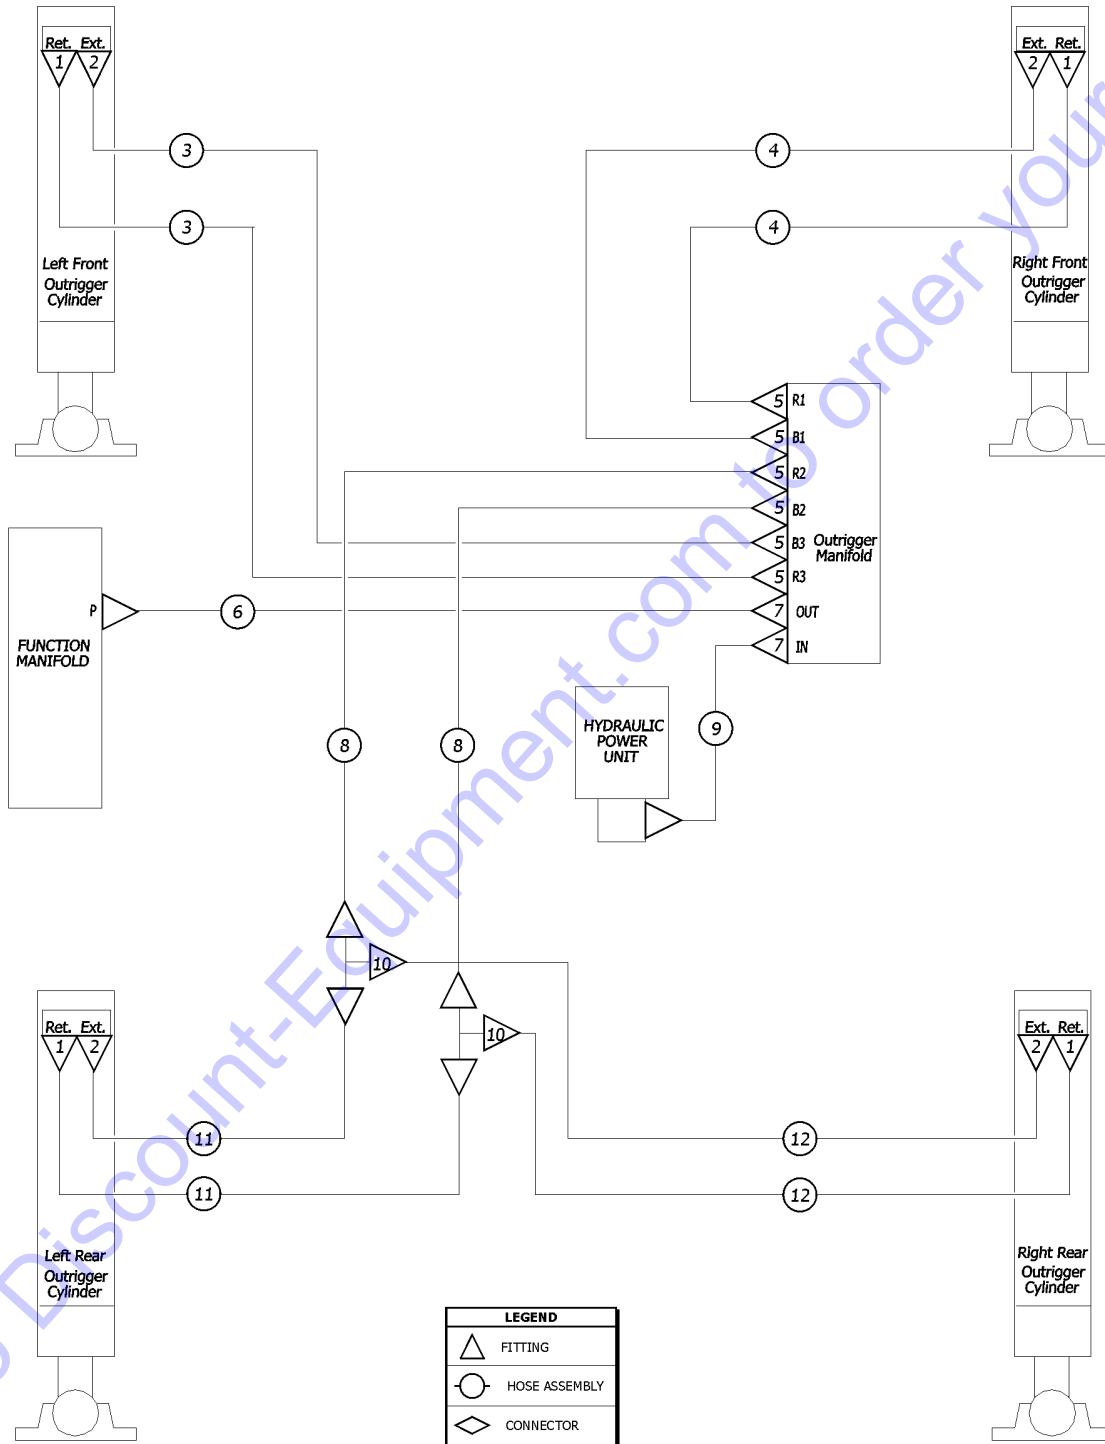 Ret. Ext.
1 2
Ext. Ret.
2 1
3
4
3
4
Left Front
Outrigger
Cylinder
Right Front
Outrigger
Cylinder
5 R1
5 B1
5 R2
5 B2
5 B3
Outrigger
Manifold
5 R3
7 OUT
7 IN
P
6
FUNCTION
MANIFOLD
HYDRAULIC
POWER
UNIT
9
8
8
10
10
Ret. Ext.
1 2
Ext. Ret.
2 1
11
12
11
12
Left Rear
Outrigger
Cylinder
Right Rear
Outrigger
Cylinder
LEGEND
FITTING
HOSE ASSEMBLY
CONNECTOR
Discount-Equipment.com to order your